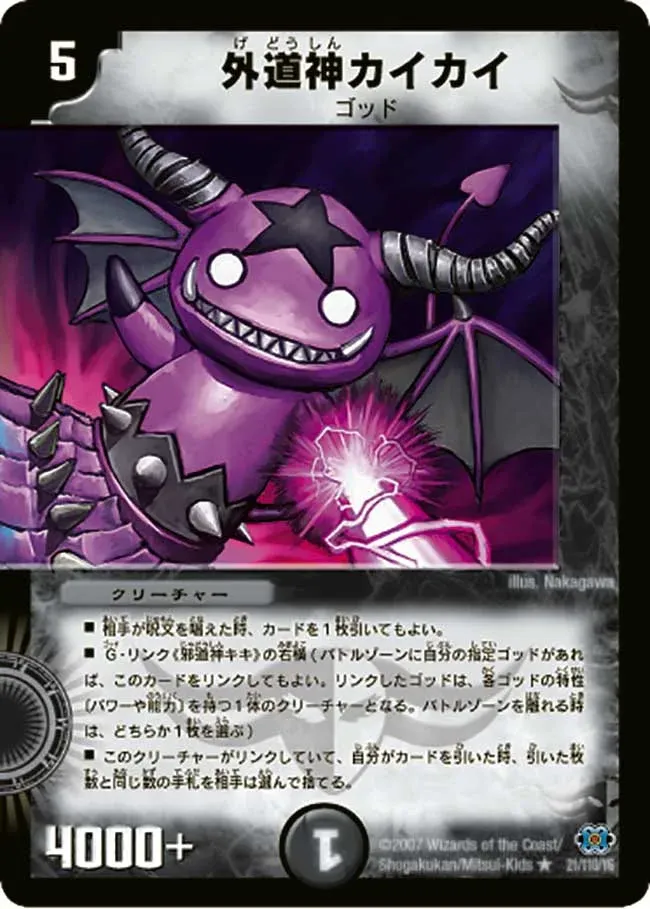 5
げどうしん
外道神カイカイ
ゴッド
illus. Nakagawa
クリーチャー
■ 相手が呪文を唱えた時、カードを1枚引いてもよい。
■ G・リンク《邪道神キキ》の右横(バトルゾーンに自分の指定ゴッドがあれ
ば、このカードをリンクしてもよい。リンクしたゴッドは、各ゴッドの特性
(パワーや能力)を持つ1体のクリーチャーとなる。バトルゾーンを離れる時
は、どちらか1枚を選ぶ)
■ このクリーチャーがリンクしていて、自分がカードを引いた時、引いた枚
数と同じ数の手札を相手は選んで捨てる。
4000+
1
©2007 Wizards of the Coast/
Shogakukan/Mitsui-Kids ★ 21/110/Y6